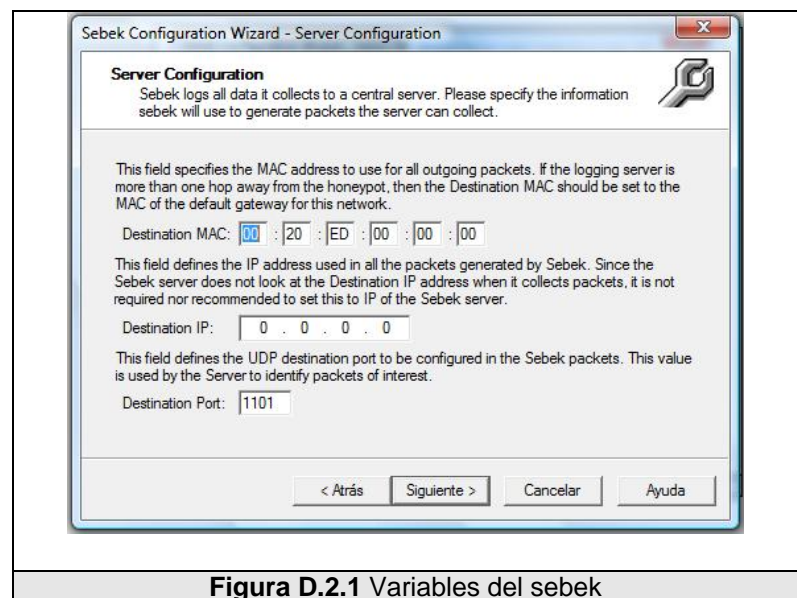 Sebek Configuration Wizard - Server Configuration
Server Configuration
Sebek logs all data it collects to a central server. Please specify the information
sebek will use to generate packets the server can collect.
This field specifies the MAC address to use for all outgoing packets. If the logging server is
more than one hop away from the honeypot, then the Destination MAC should be set to the
MAC of the default gateway for this network.
Destination MAC: 00 : 20 : ED : 00 : 00 : 00
This field defines the IP address used in all the packets generated by Sebek. Since the
Sebek server does not look at the Destination IP address when it collects packets, it is not
required nor recommended to set this to IP of the Sebek server.
Destination IP: 0 . 0 . 0 . 0
This field defines the UDP destination port to be configured in the Sebek packets. This value
is used by the Server to identify packets of interest.
Destination Port: 1101
< Atrás Siguiente > Cancelar Ayuda
Figura D.2.1 Variables del sebek